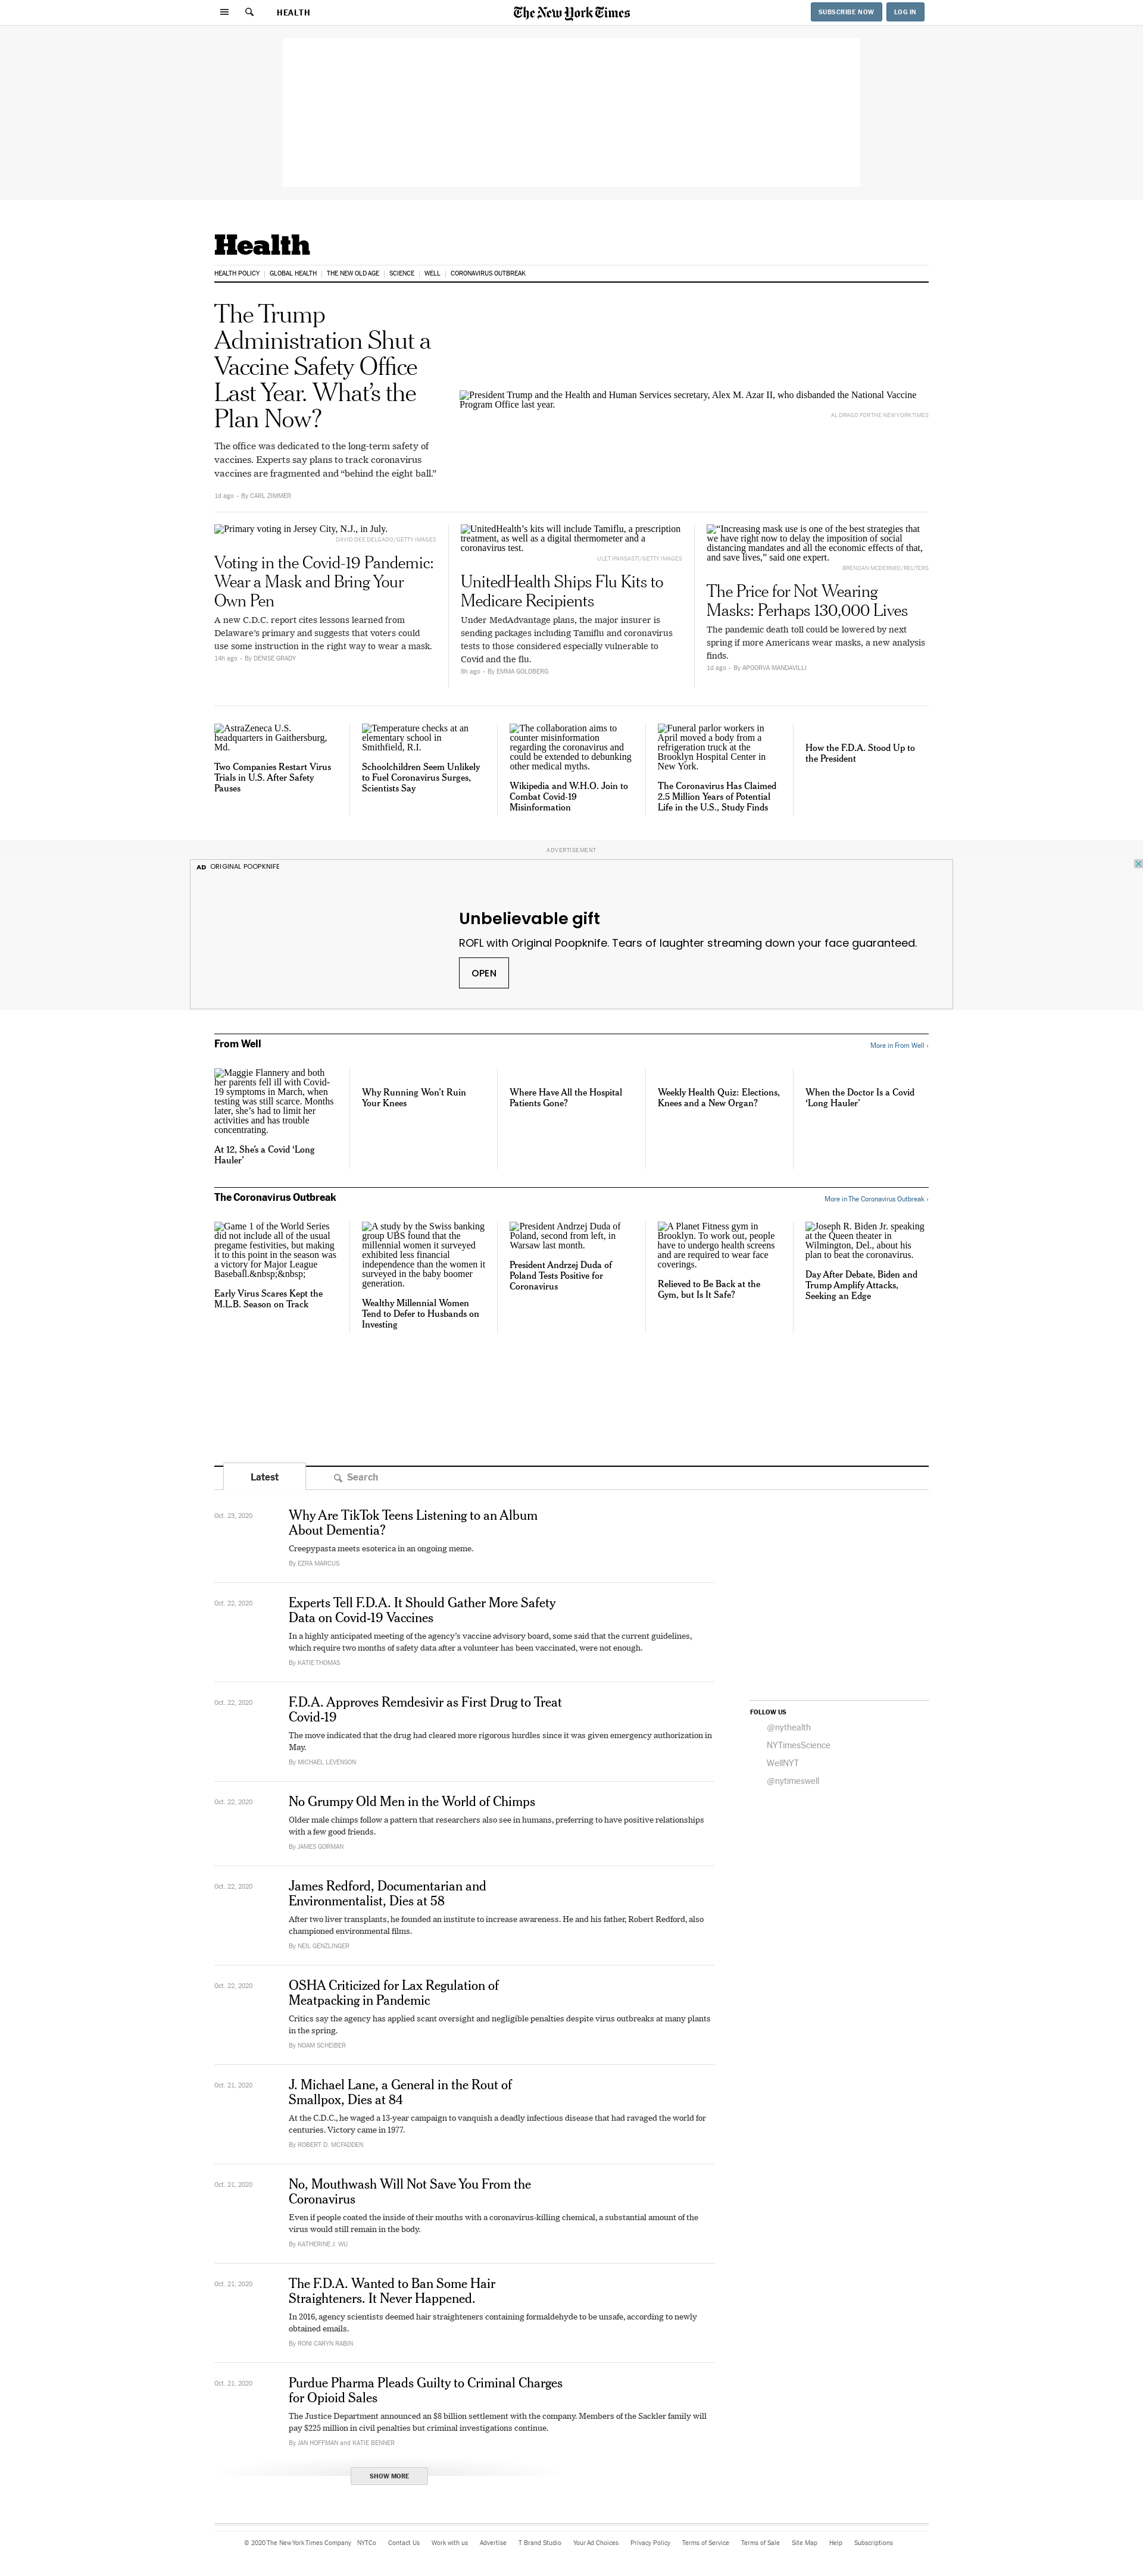 HEALTH
The New York Times
SUBSCRIBE NOW
LOG IN
Health
HEALTH POLICY
GLOBAL HEALTH
THE NEW OLD AGE
SCIENCE
WELL
CORONAVIRUS OUTBREAK
The Trump
Administration Shut a
Vaccine Safety Office
Last Year. What’s the
Plan Now?
The office was dedicated to the long-term safety of
vaccines. Experts say plans to track coronavirus
vaccines are fragmented and “behind the eight ball.”
1d ago • By CARL ZIMMER
President Trump and the Health and Human Services secretary, Alex M. Azar II, who disbanded the National Vaccine
Program Office last year.
AL DRAGO FOR THE NEW YORK TIMES
Primary voting in Jersey City, N.J., in July.
DAVID DEE DELGADO/GETTY IMAGES
Voting in the Covid-19 Pandemic:
Wear a Mask and Bring Your
Own Pen
A new C.D.C. report cites lessons learned from
Delaware’s primary and suggests that voters could
use some instruction in the right way to wear a mask.
14h ago • By DENISE GRADY
UnitedHealth’s kits will include Tamiflu, a prescription
treatment, as well as a digital thermometer and a
coronavirus test.
ULET IFANSASTI/GETTY IMAGES
UnitedHealth Ships Flu Kits to
Medicare Recipients
Under MedAdvantage plans, the major insurer is
sending packages including Tamiflu and coronavirus
tests to those considered especially vulnerable to
Covid and the flu.
8h ago • By EMMA GOLDBERG
“Increasing mask use is one of the best strategies that
we have right now to delay the imposition of social
distancing mandates and all the economic effects of that,
and save lives,” said one expert.
BRENDAN MCDERMID/REUTERS
The Price for Not Wearing
Masks: Perhaps 130,000 Lives
The pandemic death toll could be lowered by next
spring if more Americans wear masks, a new analysis
finds.
1d ago • By APOORVA MANDAVILLI
AstraZeneca U.S.
headquarters in Gaithersburg,
Md.
Two Companies Restart Virus
Trials in U.S. After Safety
Pauses
Temperature checks at an
elementary school in
Smithfield, R.I.
Schoolchildren Seem Unlikely
to Fuel Coronavirus Surges,
Scientists Say
The collaboration aims to
counter misinformation
regarding the coronavirus and
could be extended to debunking
other medical myths.
Wikipedia and W.H.O. Join to
Combat Covid-19
Misinformation
Funeral parlor workers in
April moved a body from a
refrigeration truck at the
Brooklyn Hospital Center in
New York.
The Coronavirus Has Claimed
2.5 Million Years of Potential
Life in the U.S., Study Finds
How the F.D.A. Stood Up to
the President
ADVERTISEMENT
AD ORIGINAL POOPKNIFE
Unbelievable gift
ROFL with Original Poopknife. Tears of laughter streaming down your face guaranteed.
OPEN
From Well
More in From Well ›
Maggie Flannery and both
her parents fell ill with Covid-
19 symptoms in March, when
testing was still scarce. Months
later, she’s had to limit her
activities and has trouble
concentrating.
At 12, She’s a Covid ‘Long
Hauler’
Why Running Won’t Ruin
Your Knees
Where Have All the Hospital
Patients Gone?
Weekly Health Quiz: Elections,
Knees and a New Organ?
When the Doctor Is a Covid
‘Long Hauler’
The Coronavirus Outbreak
More in The Coronavirus Outbreak ›
Game 1 of the World Series
did not include all of the usual
pregame festivities, but making
it to this point in the season was
a victory for Major League
Baseball.&nbsp;&nbsp;
Early Virus Scares Kept the
M.L.B. Season on Track
A study by the Swiss banking
group UBS found that the
millennial women it surveyed
exhibited less financial
independence than the women it
surveyed in the baby boomer
generation.
Wealthy Millennial Women
Tend to Defer to Husbands on
Investing
President Andrzej Duda of
Poland, second from left, in
Warsaw last month.
President Andrzej Duda of
Poland Tests Positive for
Coronavirus
A Planet Fitness gym in
Brooklyn. To work out, people
have to undergo health screens
and are required to wear face
coverings.
Relieved to Be Back at the
Gym, but Is It Safe?
Joseph R. Biden Jr. speaking
at the Queen theater in
Wilmington, Del., about his
plan to beat the coronavirus.
Day After Debate, Biden and
Trump Amplify Attacks,
Seeking an Edge
Latest
Search
Oct. 23, 2020
Why Are TikTok Teens Listening to an Album
About Dementia?
Creepypasta meets esoterica in an ongoing meme.
By EZRA MARCUS
Oct. 22, 2020
Experts Tell F.D.A. It Should Gather More Safety
Data on Covid-19 Vaccines
In a highly anticipated meeting of the agency’s vaccine advisory board, some said that the current guidelines,
which require two months of safety data after a volunteer has been vaccinated, were not enough.
By KATIE THOMAS
Oct. 22, 2020
F.D.A. Approves Remdesivir as First Drug to Treat
Covid-19
The move indicated that the drug had cleared more rigorous hurdles since it was given emergency authorization in
May.
By MICHAEL LEVENSON
Oct. 22, 2020
No Grumpy Old Men in the World of Chimps
Older male chimps follow a pattern that researchers also see in humans, preferring to have positive relationships
with a few good friends.
By JAMES GORMAN
Oct. 22, 2020
James Redford, Documentarian and
Environmentalist, Dies at 58
After two liver transplants, he founded an institute to increase awareness. He and his father, Robert Redford, also
championed environmental films.
By NEIL GENZLINGER
Oct. 22, 2020
OSHA Criticized for Lax Regulation of
Meatpacking in Pandemic
Critics say the agency has applied scant oversight and negligible penalties despite virus outbreaks at many plants
in the spring.
By NOAM SCHEIBER
Oct. 21, 2020
J. Michael Lane, a General in the Rout of
Smallpox, Dies at 84
At the C.D.C., he waged a 13-year campaign to vanquish a deadly infectious disease that had ravaged the world for
centuries. Victory came in 1977.
By ROBERT D. MCFADDEN
Oct. 21, 2020
No, Mouthwash Will Not Save You From the
Coronavirus
Even if people coated the inside of their mouths with a coronavirus-killing chemical, a substantial amount of the
virus would still remain in the body.
By KATHERINE J. WU
Oct. 21, 2020
The F.D.A. Wanted to Ban Some Hair
Straighteners. It Never Happened.
In 2016, agency scientists deemed hair straighteners containing formaldehyde to be unsafe, according to newly
obtained emails.
By RONI CARYN RABIN
Oct. 21, 2020
Purdue Pharma Pleads Guilty to Criminal Charges
for Opioid Sales
The Justice Department announced an $8 billion settlement with the company. Members of the Sackler family will
pay $225 million in civil penalties but criminal investigations continue.
By JAN HOFFMAN and KATIE BENNER
SHOW MORE
FOLLOW US
@nythealth
NYTimesScience
WellNYT
@nytimeswell
© 2020 The New York Times Company
NYTCo
Contact Us
Work with us
Advertise
T Brand Studio
Your Ad Choices
Privacy Policy
Terms of Service
Terms of Sale
Site Map
Help
Subscriptions